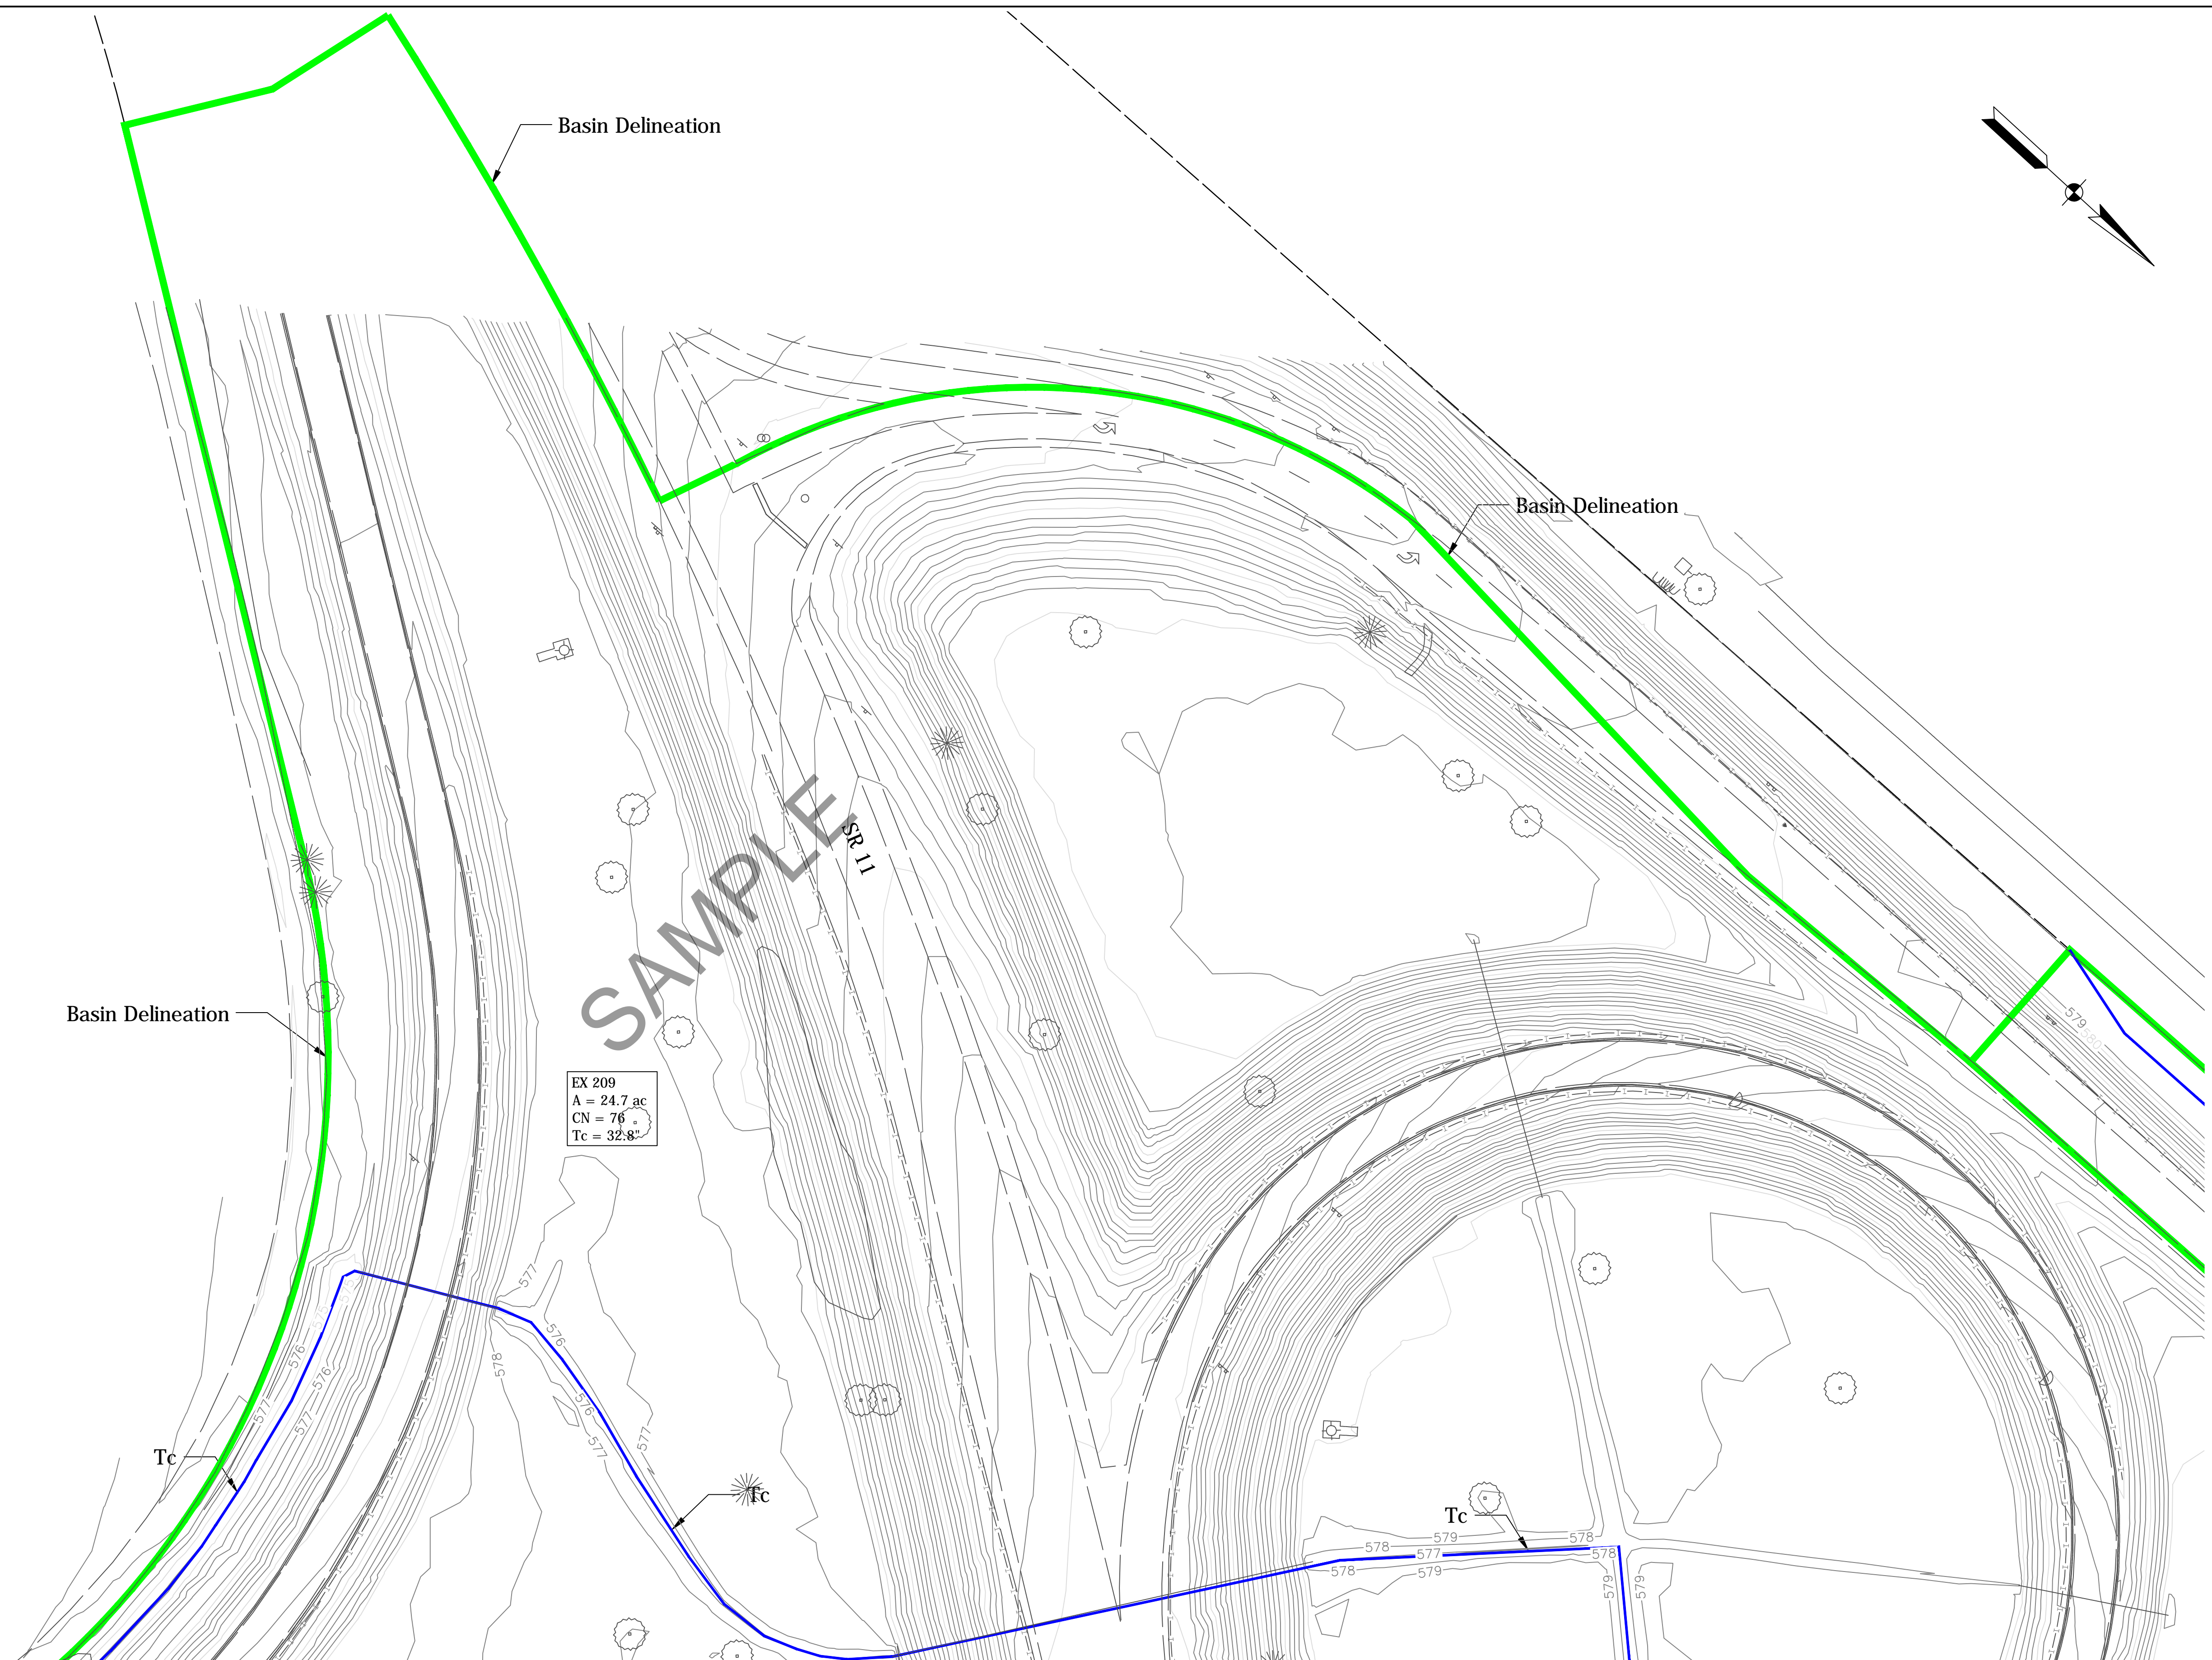 Basin Delineation
Basin Delineation
SR 11
SAMPLE
Basin Delineation
579
580
EX 209
A = 24.7 ac
CN = 76
Tc = 32.8"
577
576
578
576
576
577
577
576
577
577
Tc
Tc
Tc
578
579
578
577
578
578
579
579
579